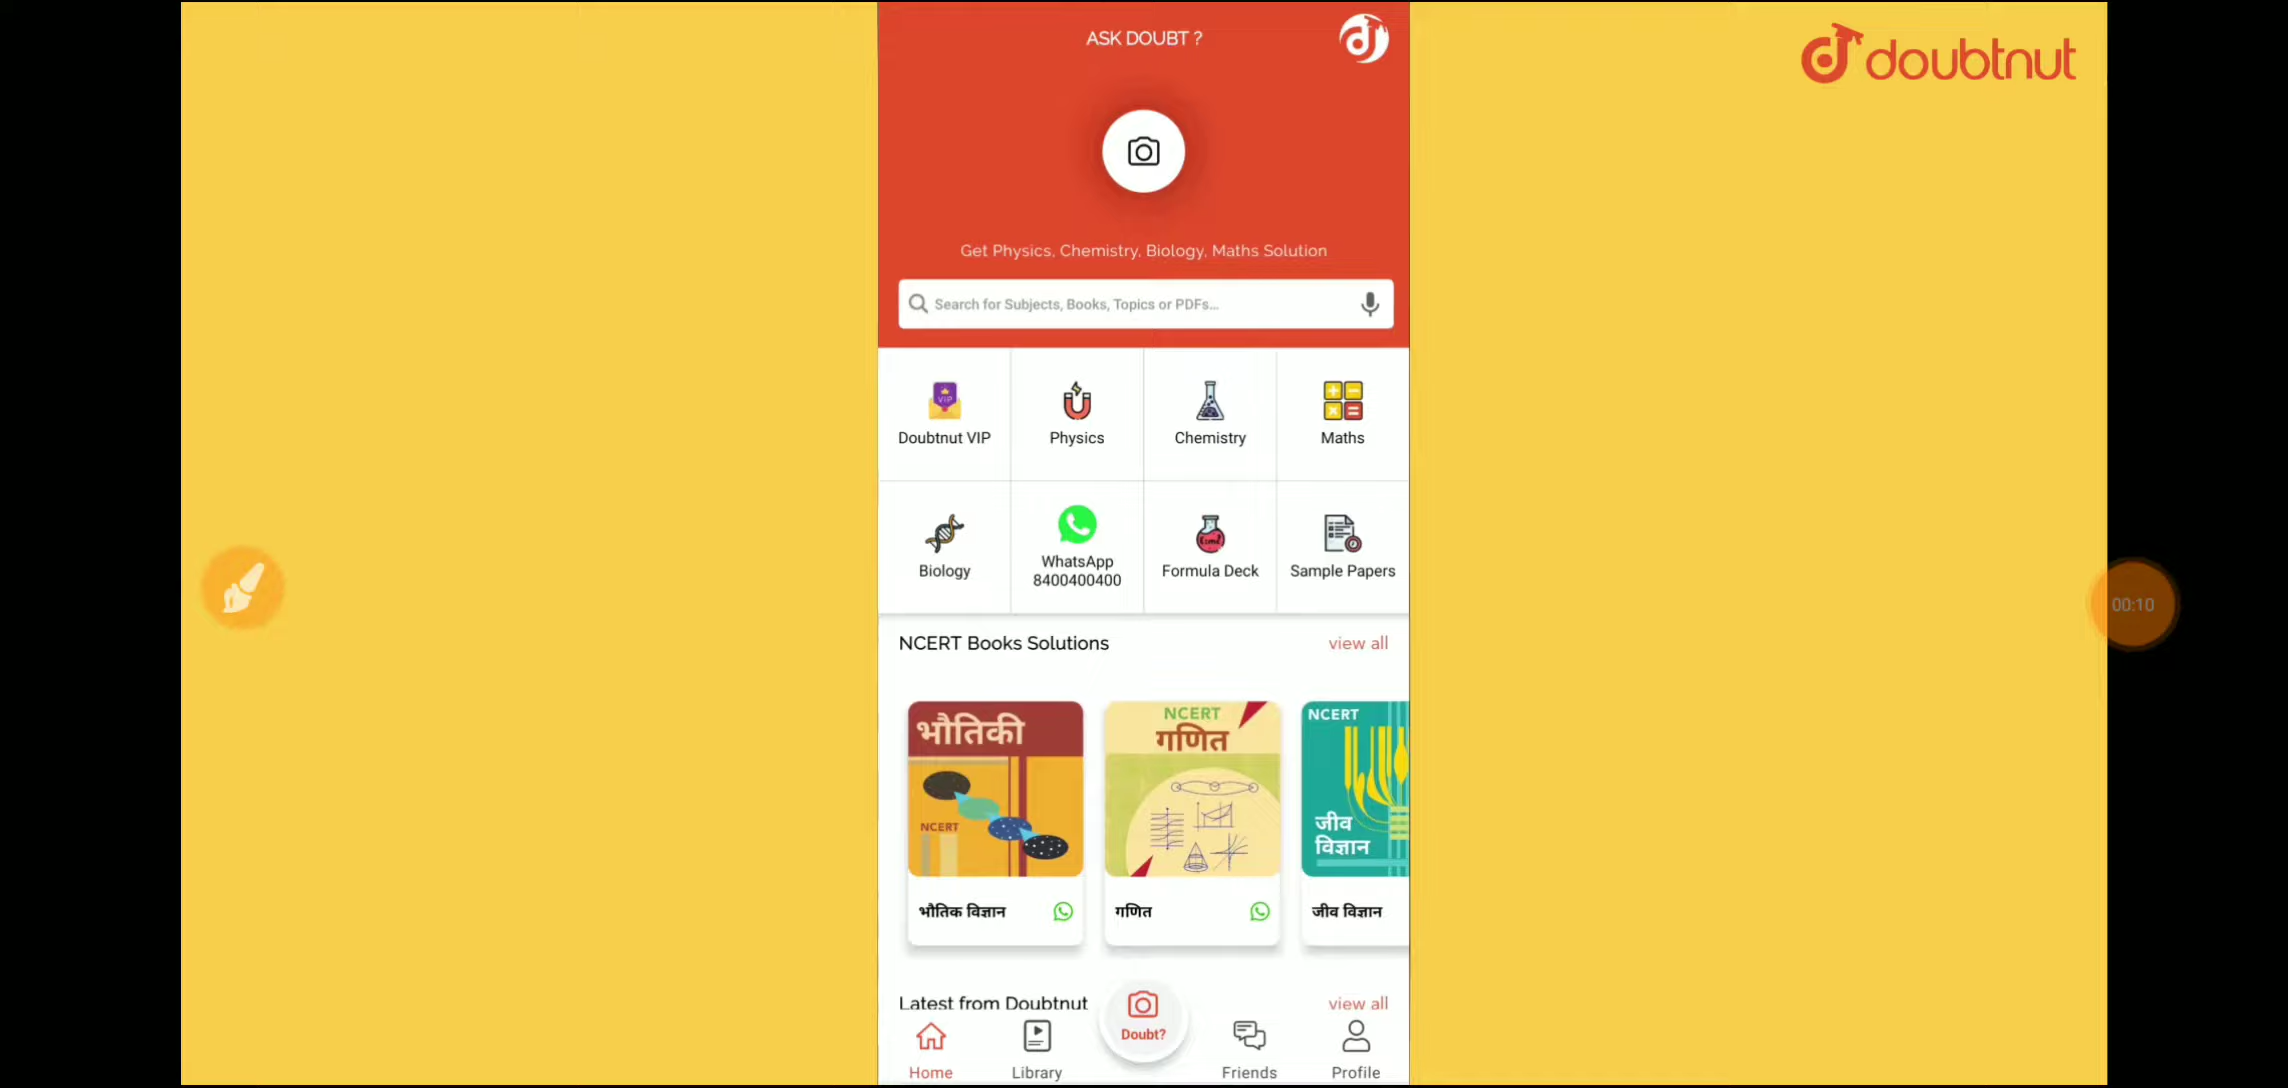 ASK DOUBT ?
doubtnut
Get Physics, Chemistry, Biology, Maths Solution
Search for Subjects, Books, Topics or PDFs...
VIP
Doubtnut VIP
Physics
Chemistry
Maths
Biology
WhatsApp
8400400400
Formula Deck
Sample Papers
00:10
NCERT Books Solutions
view all
भौतिकी
NCERT
भौतिक विज्ञान
NCERT
गणित
गणित
NCERT
जीव
विज्ञान
जीव विज्ञान
Latest from Doubtnut
view all
Home
Library
Doubt?
Friends
Profile